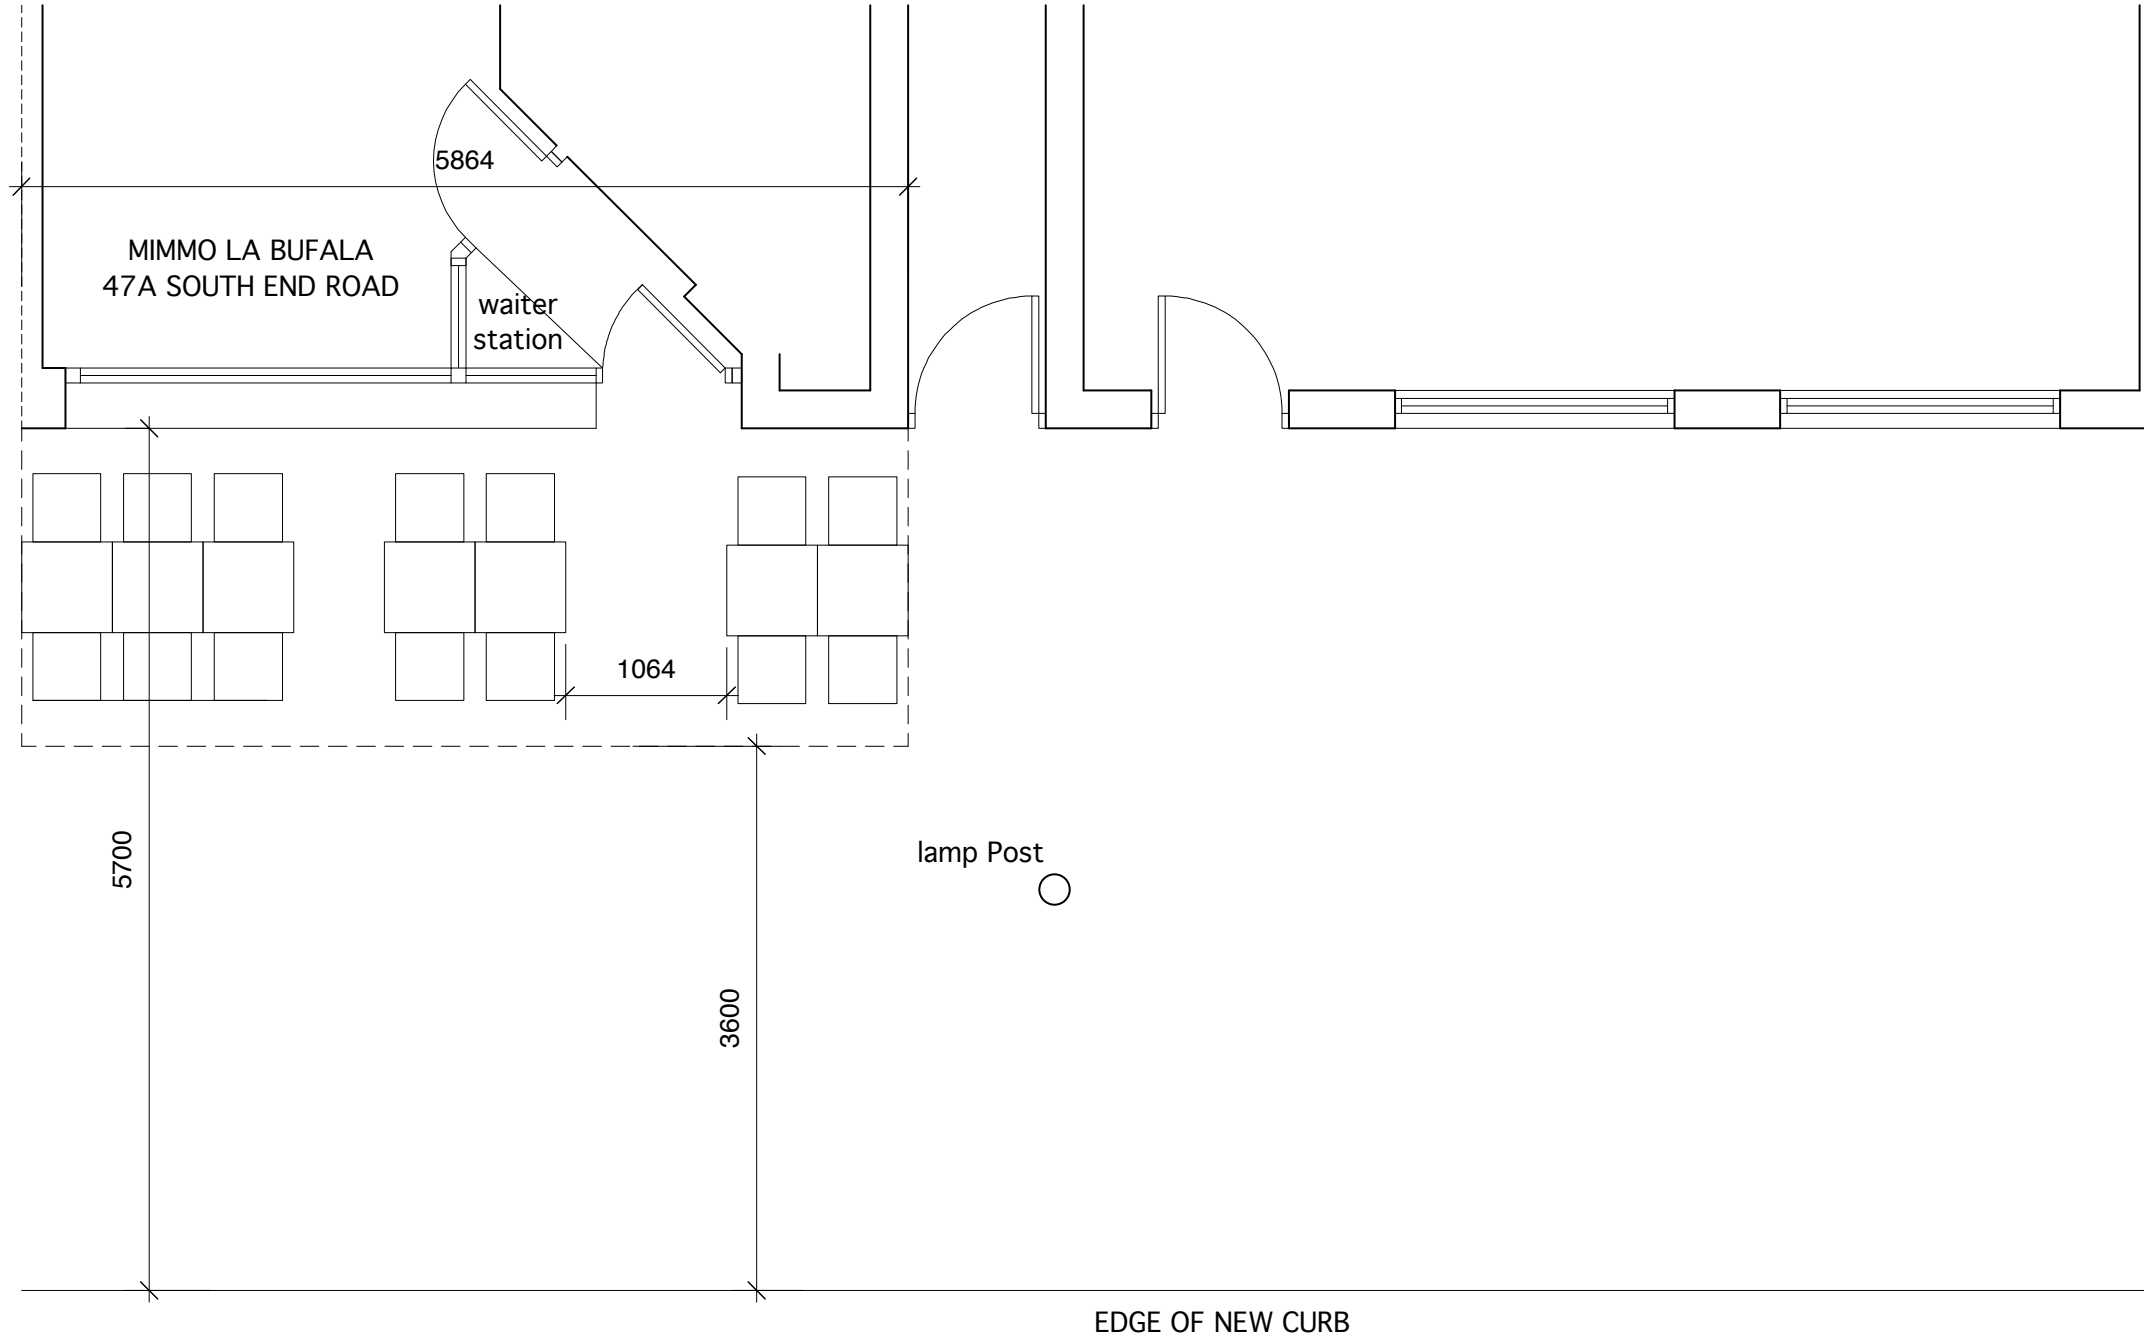 5864
MIMMO LA BUFALA
47A SOUTH END ROAD
waiter
station
1064
5700
lamp Post
3600
EDGE OF NEW CURB